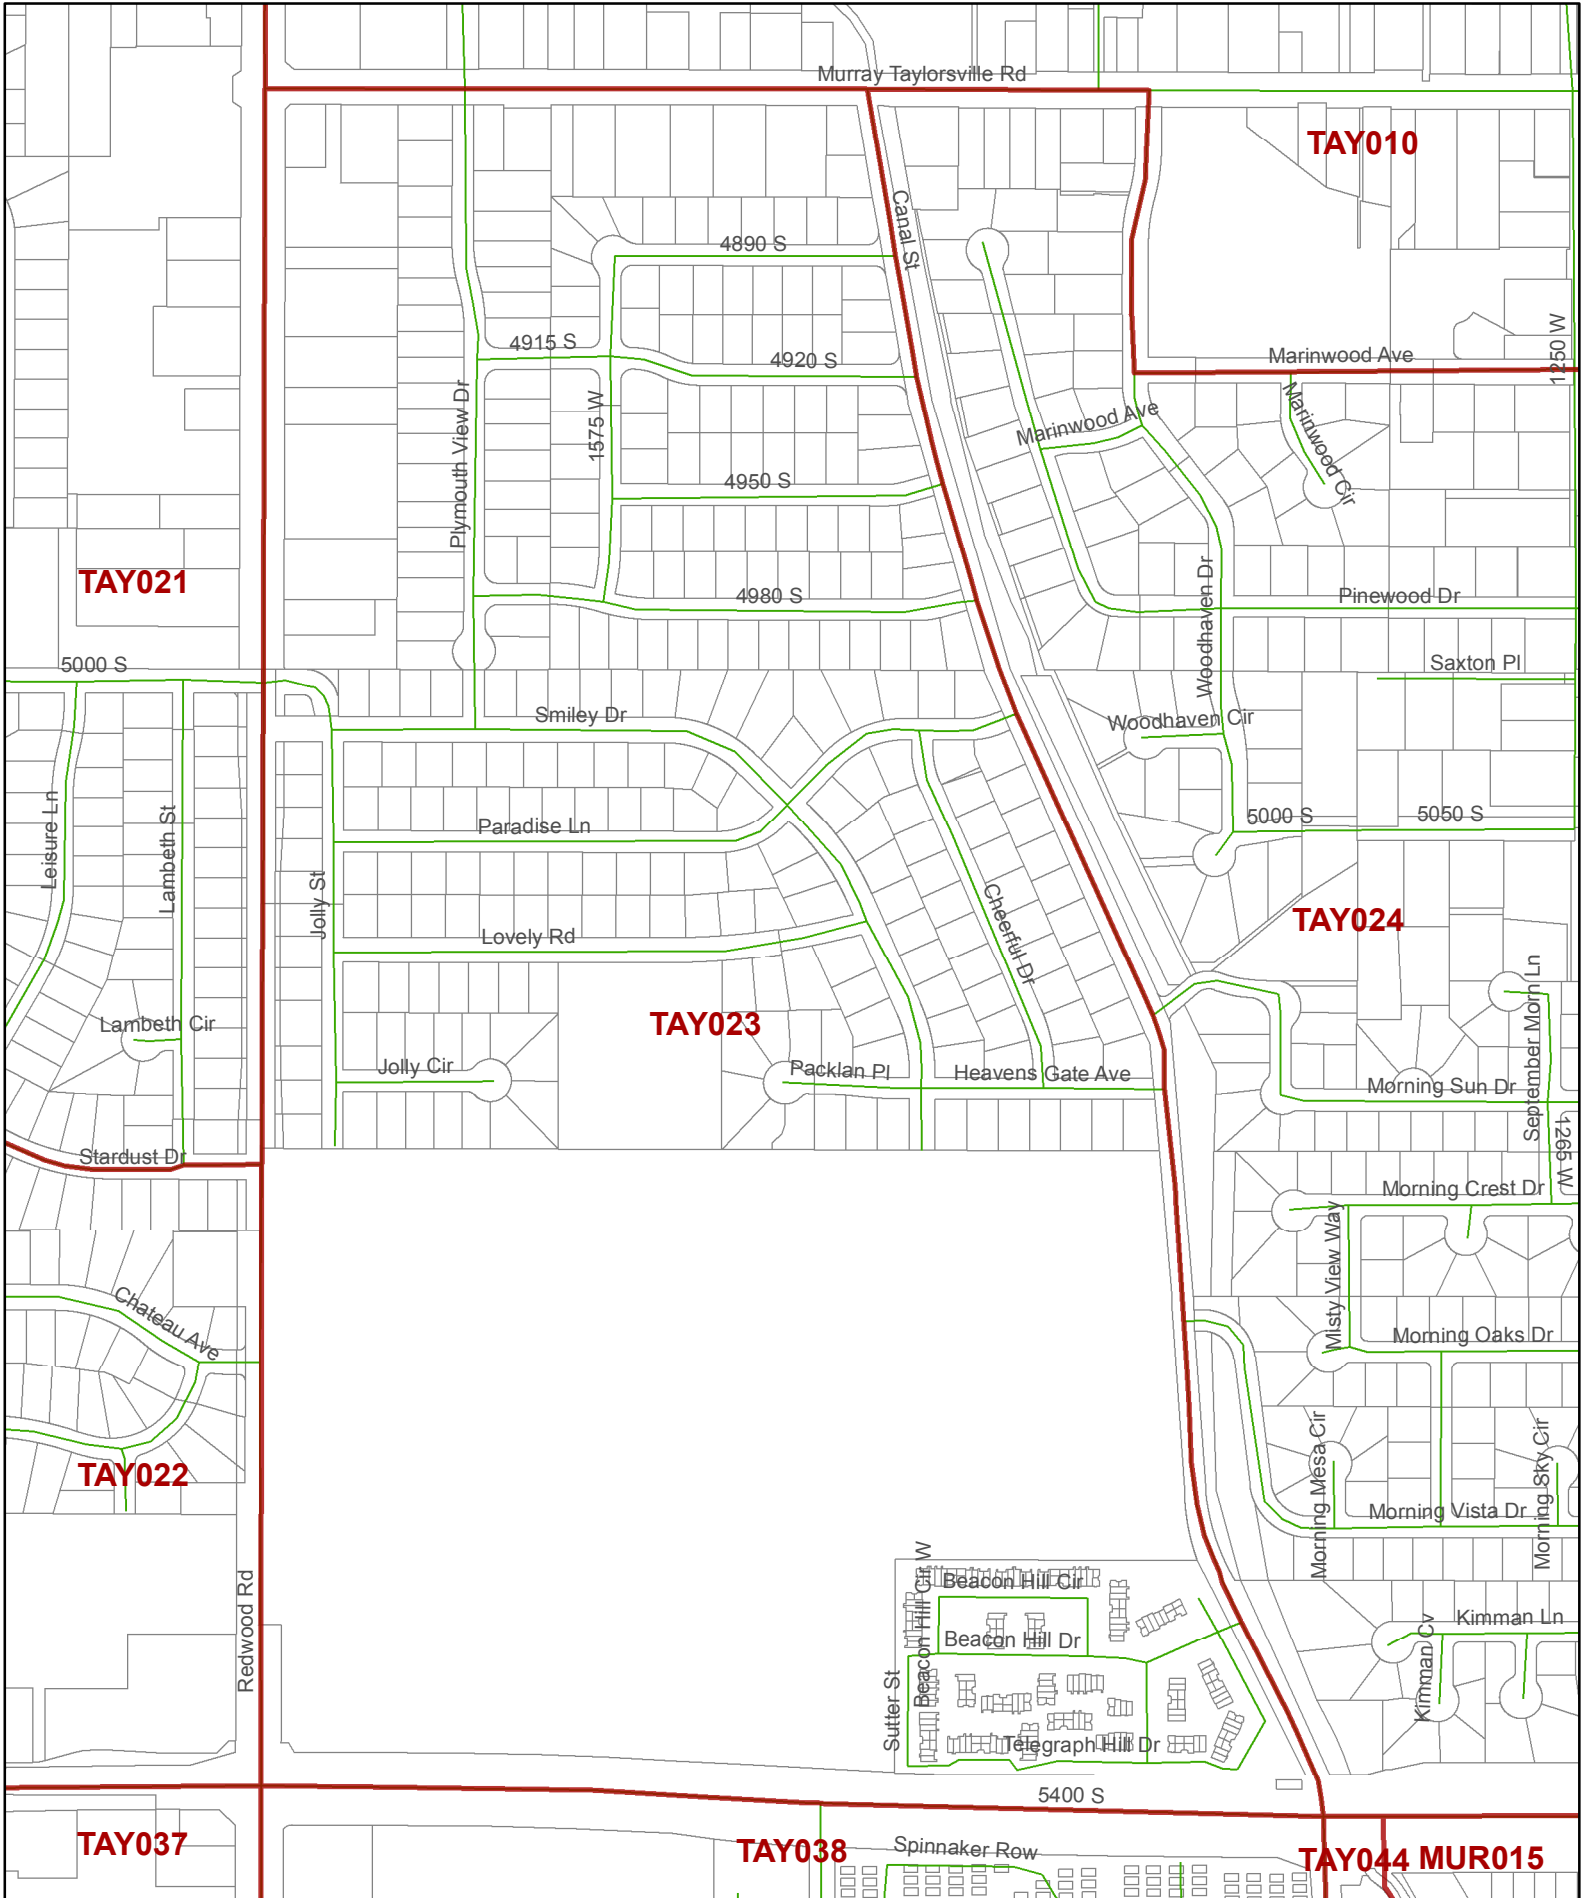 Murray Taylorsville Rd
TAY010
Canal St
4890 S
1250 W
4915 S
4920 S
Marinwood Ave
Plymouth View Dr
1575 W
Marinwood Ave
Marinwood Cir
4950 S
TAY021
4980 S
Woodhaven Dr
Pinewood Dr
5000 S
Saxton Pl
Smiley Dr
Woodhaven Cir
Leisure Ln
Lambeth St
Paradise Ln
5000 S
5050 S
Jolly St
Cheerful Dr
TAY024
Lovely Rd
September Morn Ln
Lambeth Cir
TAY023
Jolly Cir
Packlan Pl
Heavens Gate Ave
Morning Sun Dr
1265 W
Stardust Dr
Morning Crest Dr
Misty View Way
Chateau Ave
Morning Oaks Dr
TAY022
Morning Mesa Cir
Morning Sky Cir
Morning Vista Dr
Redwood Rd
Beacon Hill Cir W
Beacon Hill Cir
Kimman Ln
Beacon Hill Dr
Kimman Cv
Sutter St
Telegraph Hill Dr
5400 S
TAY037
TAY038
Spinnaker Row
TAY044
MUR015